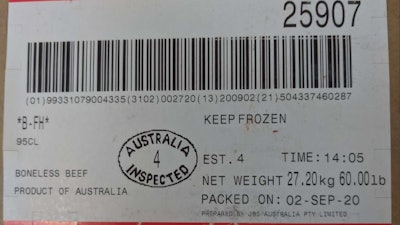 25907
(01)99331079004335(3102)002720(13)200902(21)504337460287
*B-FH*
KEEP FROZEN
95CL
AUSTRALIA
4
INSPECTED
EST. 4 TIME: 14:05
BONELESS BEEF
NET WEIGHT 27.20kg 60.00lb
PRODUCT OF AUSTRALIA
PACKED ON: 02-SEP-20
PREPARED BY JBS AUSTRALIA PTY LIMITED